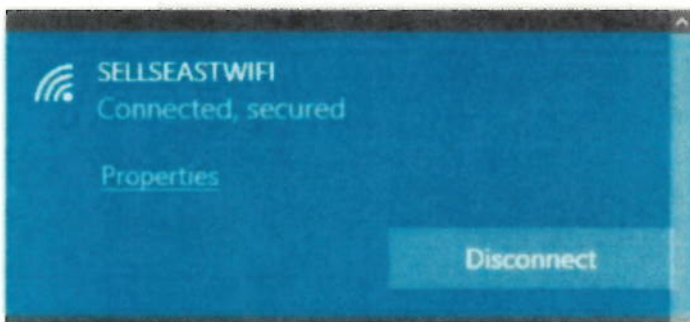 SELLSEASTWIFI
Connected, secured
Properties
Disconnect